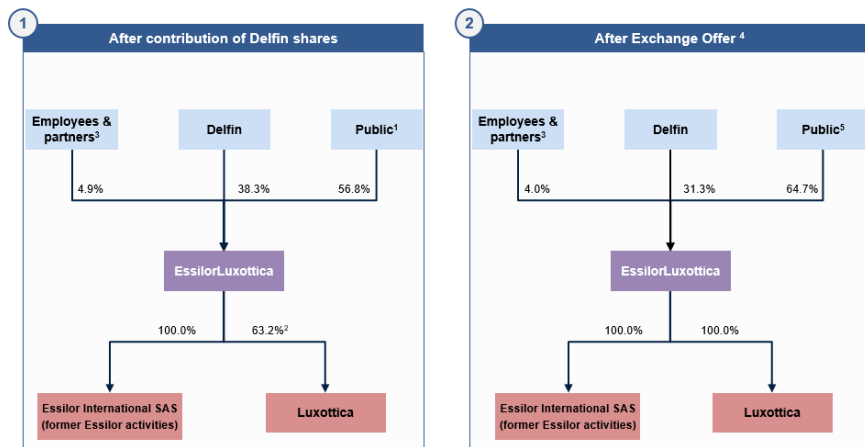 1
After contribution of Delfin shares
Employees &
partners³
Delfin
Public¹
4.9%
38.3%
56.8%
EssilorLuxottica
100.0%
63.2%²
Essilor International SAS
(former Essilor activities)
Luxottica
2
After Exchange Offer ⁴
Employees &
partners³
Delfin
Public⁵
4.0%
31.3%
64.7%
EssilorLuxottica
100.0%
100.0%
Essilor International SAS
(former Essilor activities)
Luxottica